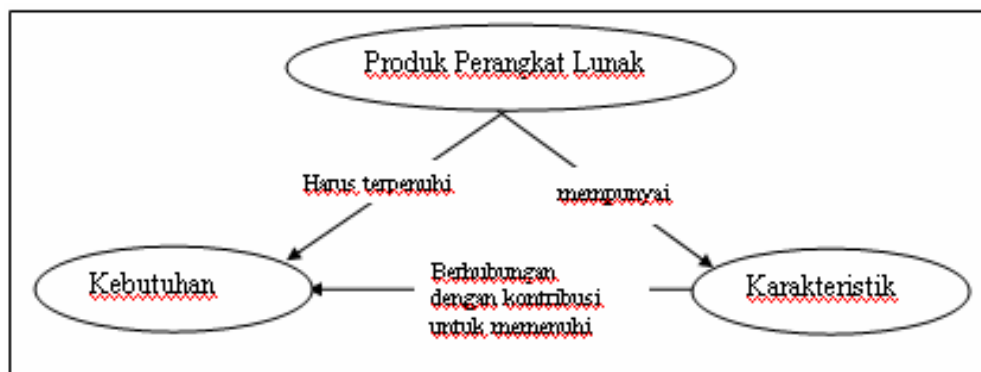 Produk Perangkat Lunak
Harus terpenuhi
mempunyai
Kebutuhan
Berhubungan
dengan kontribusi
untuk memenuhi
Karakteristik